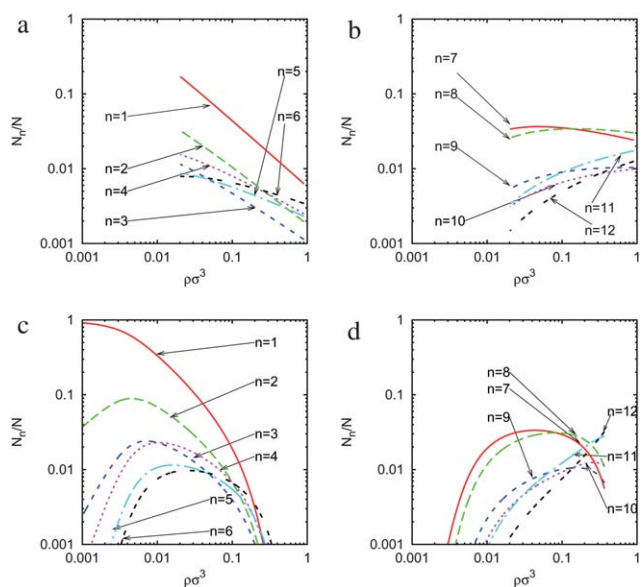 a
N_n/N
1
0.1
0.01
0.001
n=1
n=2
n=4
n=3
n=5
n=6
0.001 0.01 0.1 1
ρσ³
b
N_n/N
1
0.1
0.01
0.001
n=7
n=8
n=9
n=10
n=11
n=12
0.001 0.01 0.1 1
ρσ³
c
N_n/N
1
0.1
0.01
0.001
n=1
n=2
n=3
n=4
n=5
n=6
0.001 0.01 0.1 1
ρσ³
d
N_n/N
1
0.1
0.01
0.001
n=8
n=7
n=9
n=12
n=11
n=10
0.001 0.01 0.1 1
ρσ³